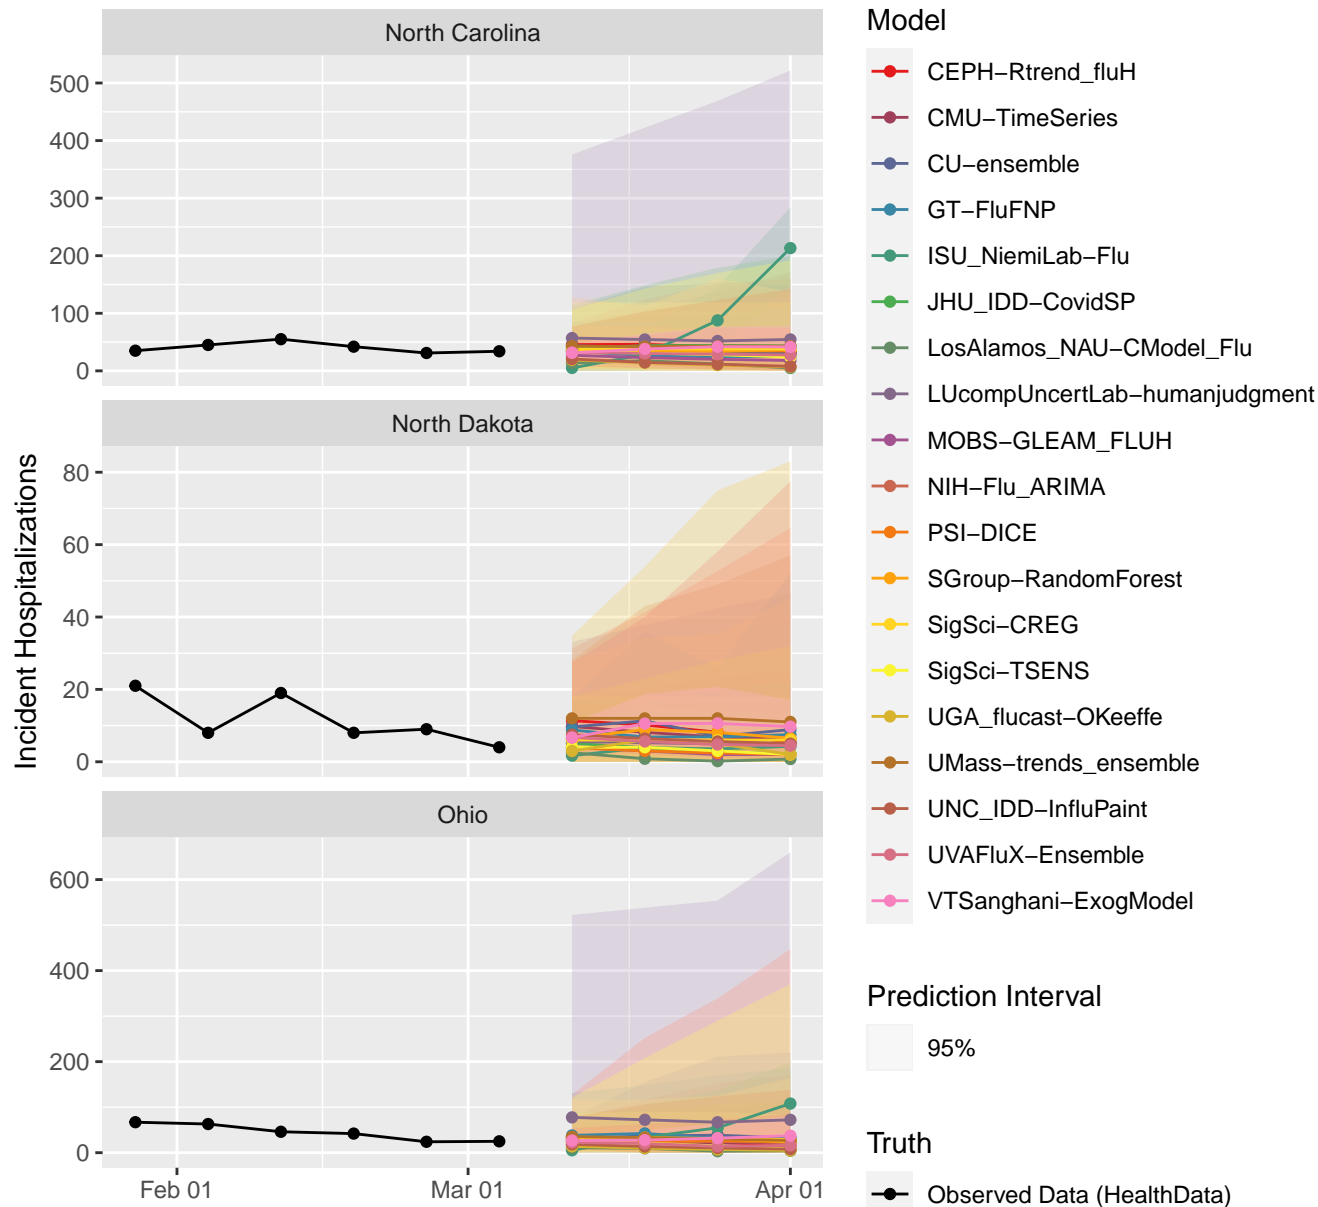 North Carolina
500
400
300
200
100
0
North Dakota
80
60
40
20
0
Ohio
600
400
200
0
Feb 01
Mar 01
Apr 01
Incident Hospitalizations
Model
CEPH−Rtrend_fluH
CMU−TimeSeries
CU−ensemble
GT−FluFNP
ISU_NiemiLab−Flu
JHU_IDD−CovidSP
LosAlamos_NAU−CModel_Flu
LUcompUncertLab−humanjudgment
MOBS−GLEAM_FLUH
NIH−Flu_ARIMA
PSI−DICE
SGroup−RandomForest
SigSci−CREG
SigSci−TSENS
UGA_flucast−OKeeffe
UMass−trends_ensemble
UNC_IDD−InfluPaint
UVAFluX−Ensemble
VTSanghani−ExogModel
Prediction Interval
95%
Truth
Observed Data (HealthData)